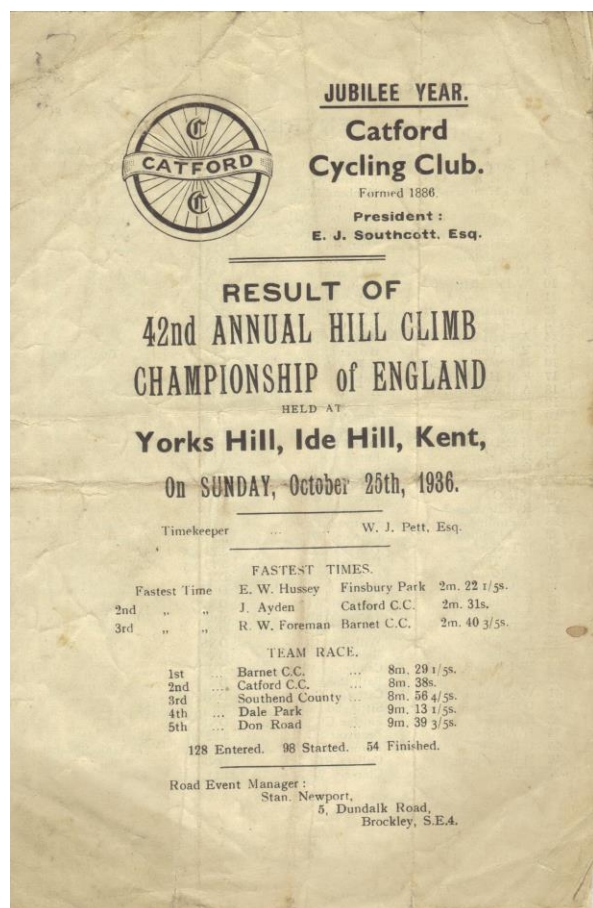 JUBILEE YEAR.
Catford
Cycling Club.
Formed 1886.
President :
E. J. Southcott, Esq.
C
CATFORD
C
RESULT OF
42nd ANNUAL HILL CLIMB
CHAMPIONSHIP of ENGLAND
HELD AT
Yorks Hill, Ide Hill, Kent,
On SUNDAY, October 25th, 1936.
Timekeeper ... .. W. J. Pett, Esq.
FASTEST TIMES.
Fastest Time E. W. Hussey Finsbury Park 2m. 22 1/5s.
2nd ,, ,, J. Ayden Catford C.C. 2m. 31s.
3rd ,, ,, R. W. Foreman Barnet C.C. 2m. 40 3/5s.
TEAM RACE.
1st ... Barnet C.C. ... 8m. 29 1/5s.
2nd ... Catford C.C. ... 8m. 38s.
3rd ... Southend County ... 8m. 56 4/5s.
4th ... Dale Park 9m. 13 1/5s.
5th ... Don Road 9m. 39 3/5s.
128 Entered. 98 Started. 54 Finished.
Road Event Manager :
Stan. Newport,
5, Dundalk Road,
Brockley, S.E.4.